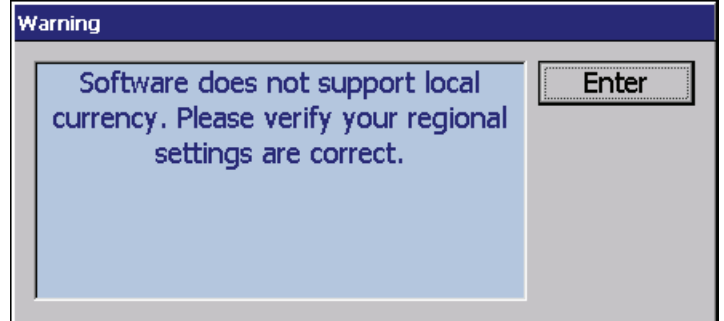 Warning
Software does not support local
currency. Please verify your regional
settings are correct.
Enter